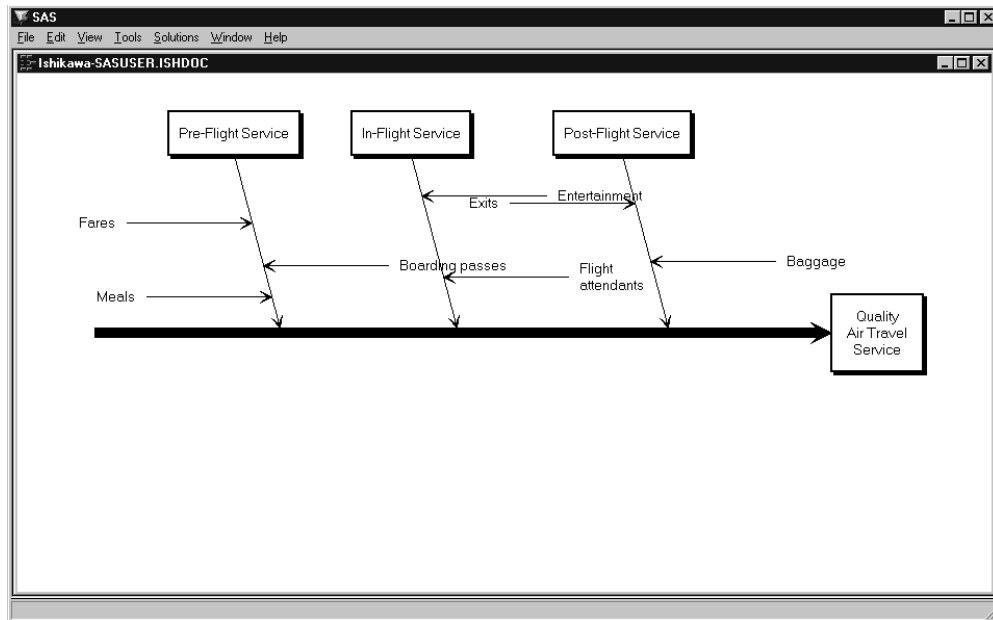 SAS
File Edit View Tools Solutions Window Help
Ishikawa-SASUSER.ISHDOC
Pre-Flight Service
In-Flight Service
Post-Flight Service
Entertainment
Exits
Fares
Boarding passes
Flight
attendants
Baggage
Meals
Quality
Air Travel
Service